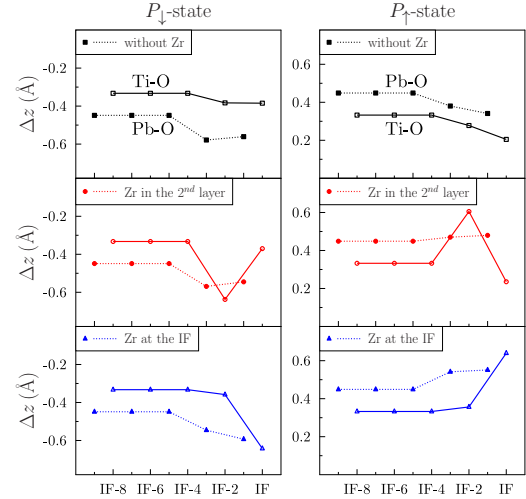 P↓-state
P↑-state
without Zr
without Zr
Ti-O
Pb-O
Pb-O
Ti-O
Δz (Å)
-0.2
-0.4
-0.6
0.6
0.4
0.2
Zr in the 2nd layer
Zr in the 2nd layer
Δz (Å)
-0.2
-0.4
-0.6
0.6
0.4
0.2
Zr at the IF
Zr at the IF
Δz (Å)
-0.2
-0.4
-0.6
0.6
0.4
0.2
IF-8 IF-6 IF-4 IF-2 IF
IF-8 IF-6 IF-4 IF-2 IF